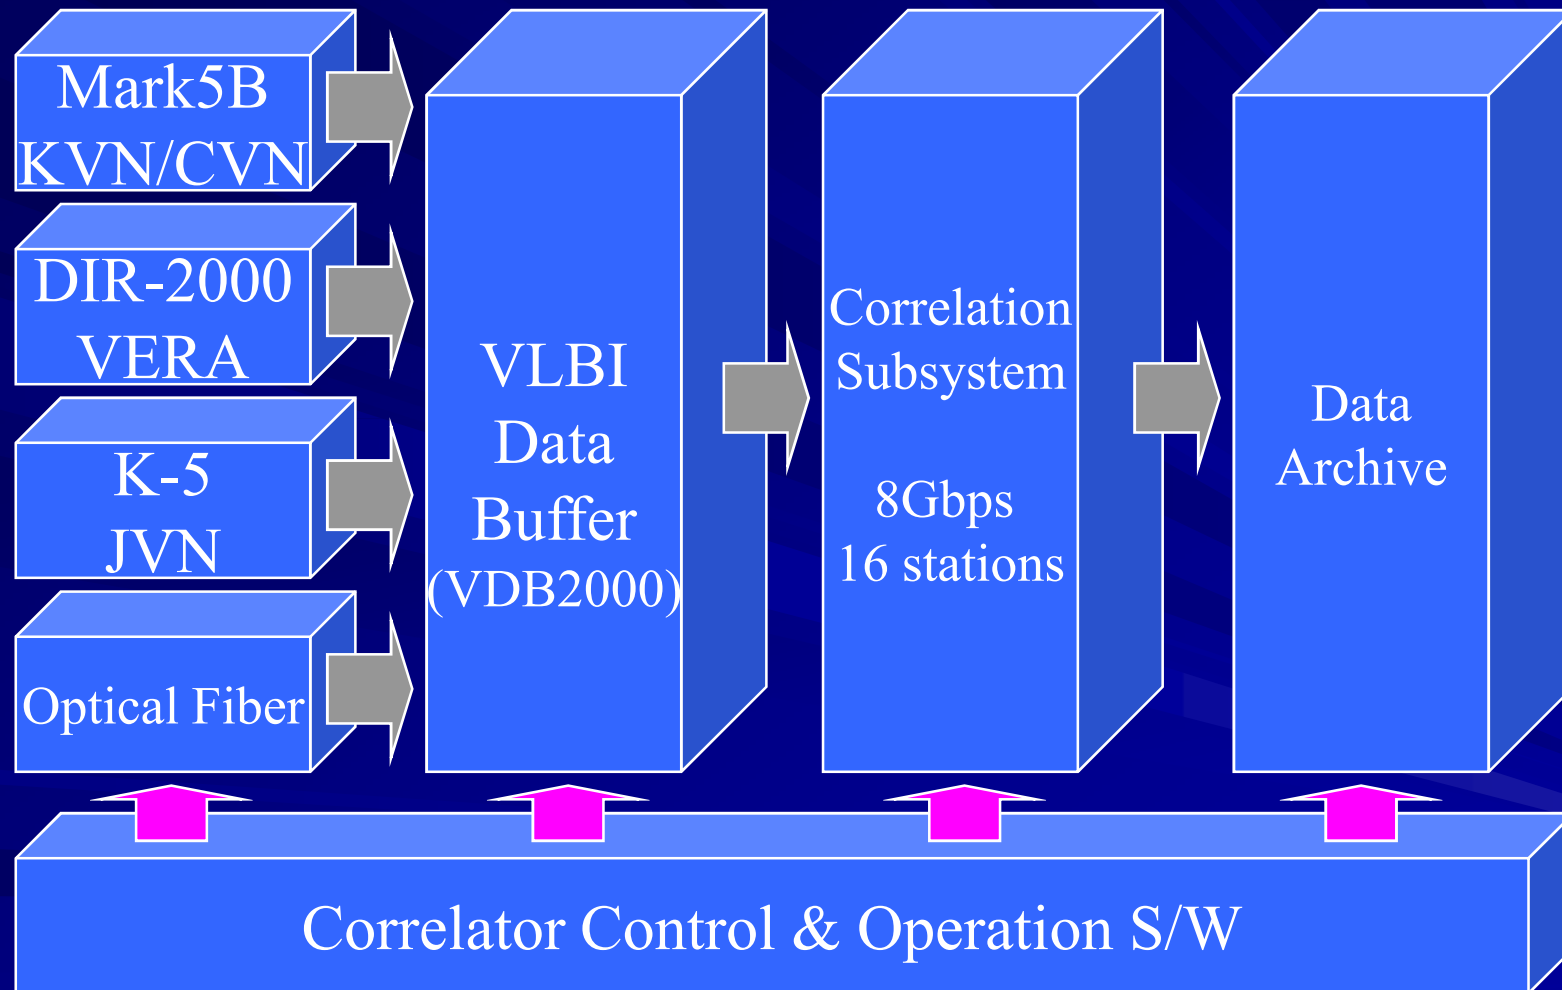 Mark5B
KVN/CVN
DIR-2000
VERA
K-5
JVN
Optical Fiber
VLBI
Data
Buffer
(VDB2000)
Correlation
Subsystem
8Gbps
16 stations
Data
Archive
Correlator Control & Operation S/W